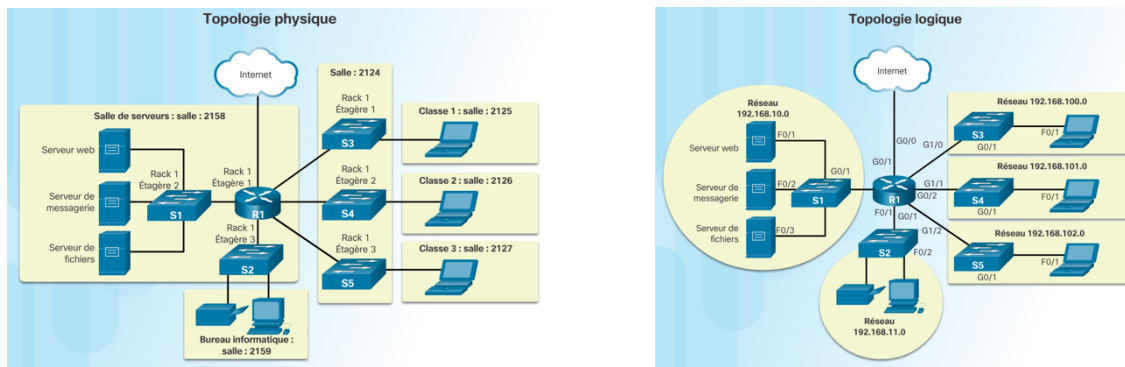 Topologie physique
Internet
Salle : 2124
Rack 1
Étagère 1
S3
Classe 1 : salle : 2125
Salle de serveurs : salle : 2158
Serveur web
Rack 1
Étagère 2
Rack 1
Étagère 1
Serveur de
messagerie
S1
R1
Rack 1
Étagère 2
S4
Classe 2 : salle : 2126
Serveur de
fichiers
Rack 1
Étagère 3
S2
Rack 1
Étagère 3
S5
Classe 3 : salle : 2127
Bureau informatique :
salle : 2159
Topologie logique
Internet
Réseau
192.168.10.0
Serveur web
F0/1
Serveur de
messagerie
F0/2
Serveur de
fichiers
F0/3
S1
G0/1
G0/0
G0/1
G1/0
R1
G1/1
G0/2
F0/1
G0/1
G1/2
Réseau 192.168.100.0
S3
F0/1
G0/1
Réseau 192.168.101.0
S4
F0/1
G0/1
Réseau 192.168.102.0
S5
F0/1
G0/1
S2
F0/2
Réseau
192.168.11.0